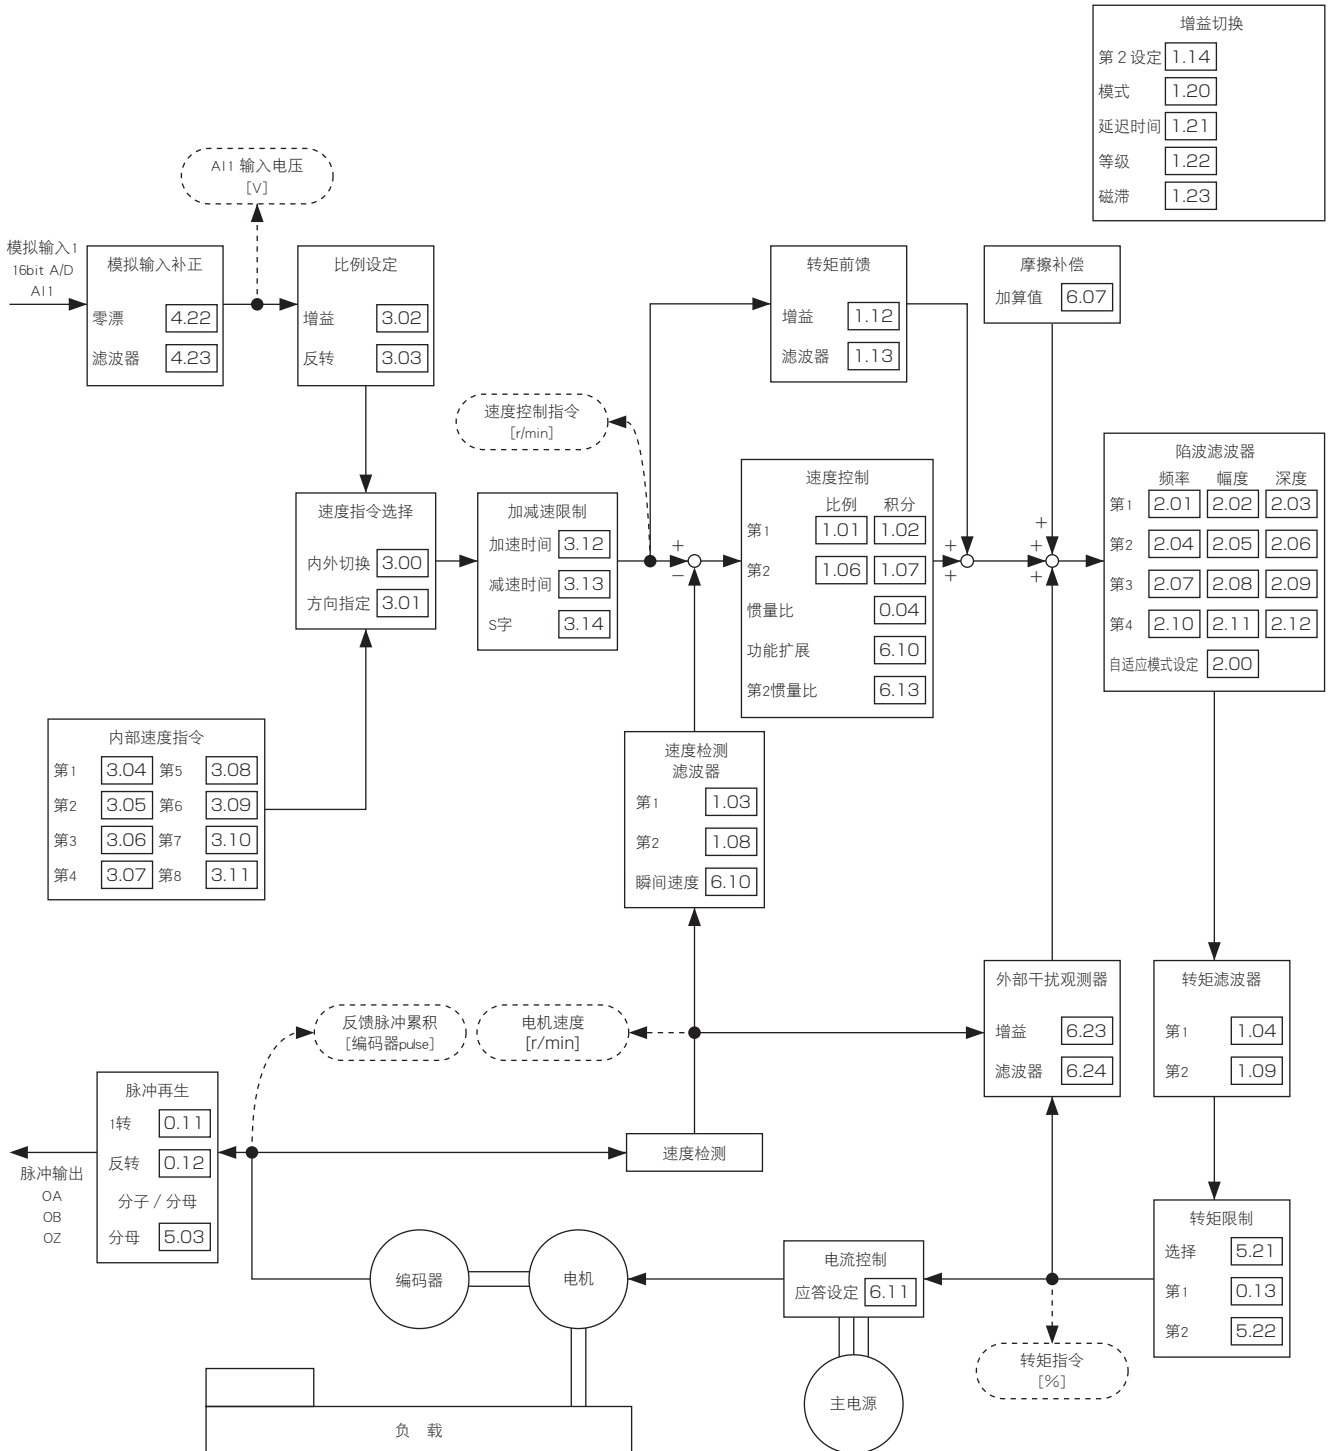 增益切换
第 2 设定 1.14
模式 1.20
延迟时间 1.21
等级 1.22
磁滞 1.23
AI1 输入电压
[V]
模拟输入1
16bit A/D
AI1
模拟输入补正
零漂 4.22
滤波器 4.23
比例设定
增益 3.02
反转 3.03
转矩前馈
增益 1.12
滤波器 1.13
摩擦补偿
加算值 6.07
速度控制指令
[r/min]
速度指令选择
内外切换 3.00
方向指定 3.01
加减速限制
加速时间 3.12
减速时间 3.13
S字 3.14
+
−
速度控制
比例 积分
第1 1.01 1.02
第2 1.06 1.07
惯量比 0.04
功能扩展 6.10
第2惯量比 6.13
+
+
+
+
+
陷波滤波器
频率 幅度 深度
第1 2.01 2.02 2.03
第2 2.04 2.05 2.06
第3 2.07 2.08 2.09
第4 2.10 2.11 2.12
自适应模式设定 2.00
内部速度指令
第1 3.04 第5 3.08
第2 3.05 第6 3.09
第3 3.06 第7 3.10
第4 3.07 第8 3.11
速度检测
滤波器
第1 1.03
第2 1.08
瞬间速度 6.10
反馈脉冲累积
[编码器pulse]
电机速度
[r/min]
外部干扰观测器
增益 6.23
滤波器 6.24
转矩滤波器
第1 1.04
第2 1.09
脉冲再生
1转 0.11
反转 0.12
分子 / 分母
分母 5.03
脉冲输出
OA
OB
OZ
速度检测
编码器
电机
电流控制
应答设定 6.11
转矩限制
选择 5.21
第1 0.13
第2 5.22
转矩指令
[%]
主电源
负 载